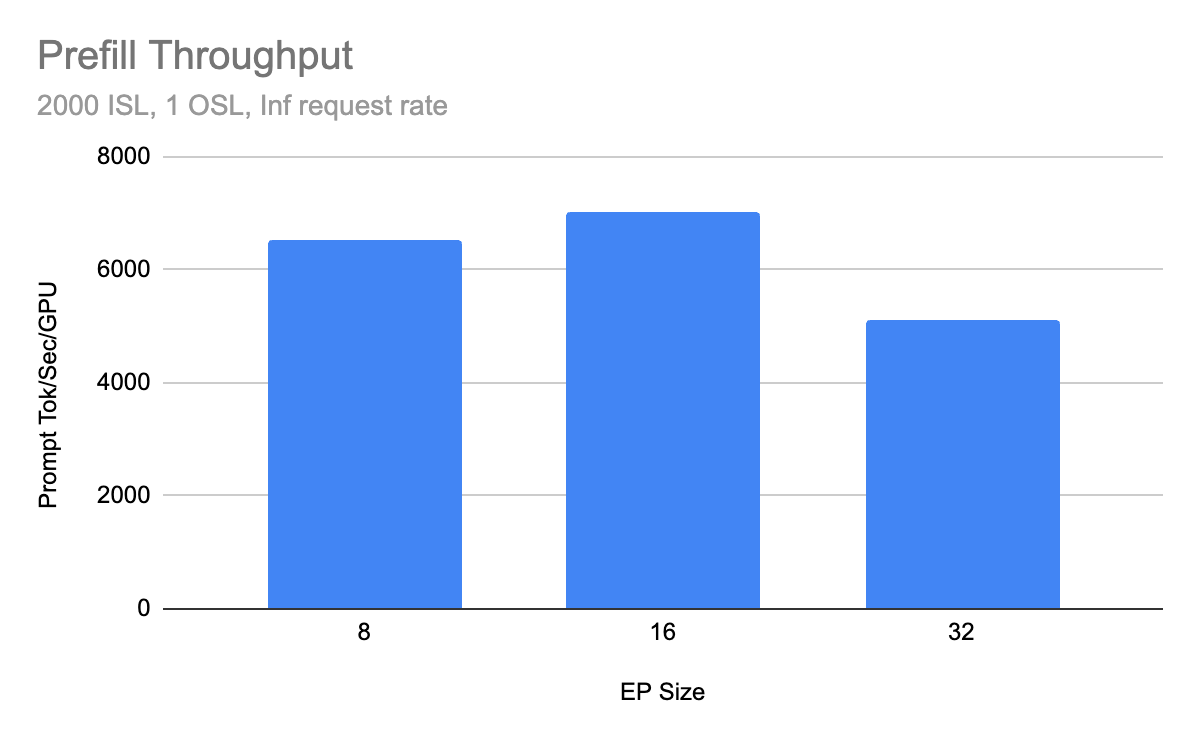 Prefill Throughput
2000 ISL, 1 OSL, Inf request rate
8000
6000
4000
2000
0
Prompt Tok/Sec/GPU
8
16
32
EP Size